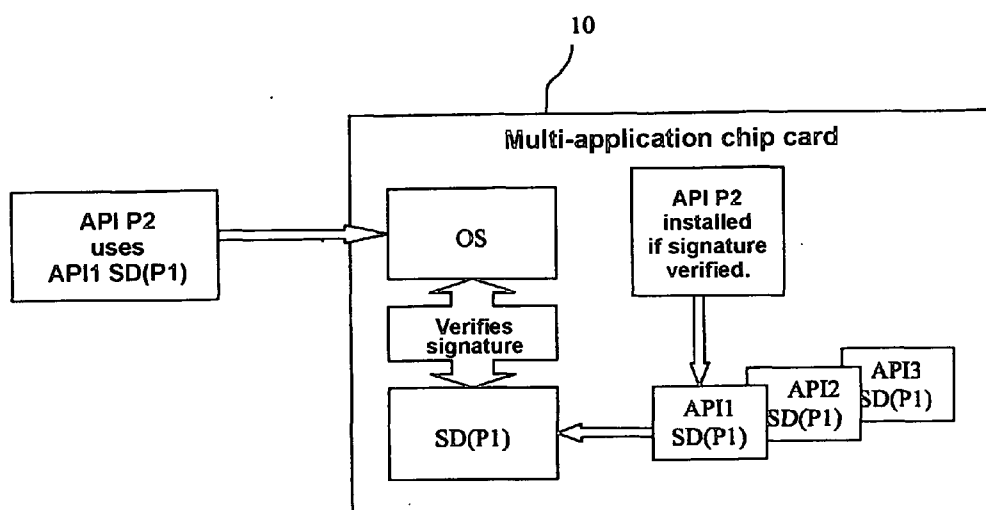 10
Multi-application chip card
API P2
uses
API1 SD(P1)
OS
API P2
installed
if signature
verified.
Verifies
signature
SD(P1)
API1
SD(P1)
API2
SD(P1)
API3
SD(P1)